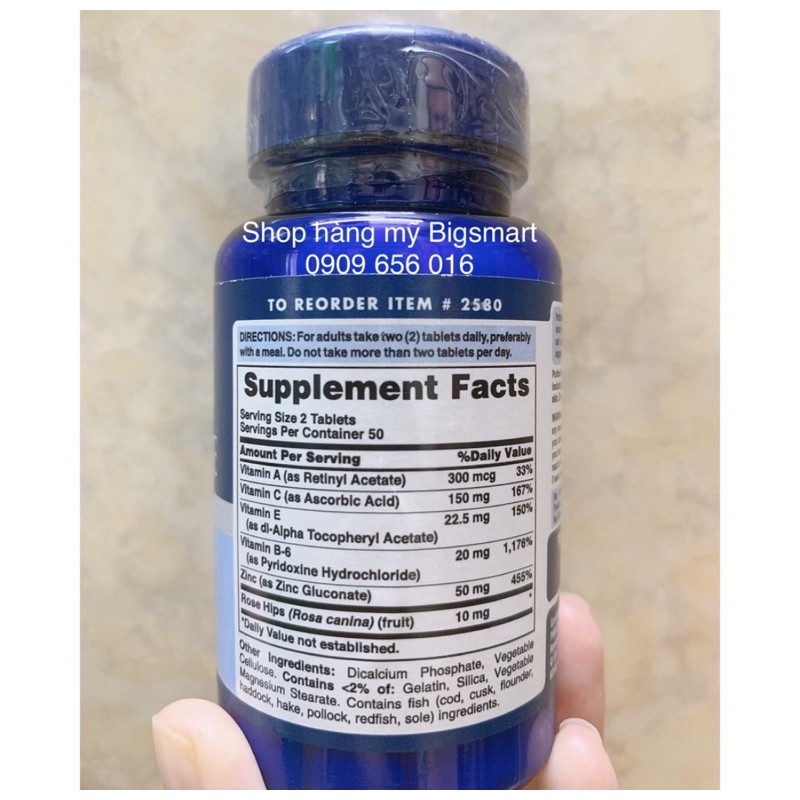 Shop hàng mỹ Bigsmart
0909 656 016
TO REORDER ITEM # 2580
DIRECTIONS: For adults take two (2) tablets daily, preferably
with a meal. Do not take more than two tablets per day.
Supplement Facts
Serving Size 2 Tablets
Servings Per Container 50
Amount Per Serving %Daily Value
Vitamin A (as Retinyl Acetate) 300 mcg 33%
Vitamin C (as Ascorbic Acid) 150 mg 167%
Vitamin E 22.5 mg 150%
(as dl-Alpha Tocopheryl Acetate)
Vitamin B-6 20 mg 1,176%
(as Pyridoxine Hydrochloride)
Zinc (as Zinc Gluconate) 50 mg 455%
Rose Hips (Rosa canina) (fruit) 10 mg *
*Daily Value not established.
Other Ingredients: Dicalcium Phosphate, Vegetable
Cellulose. Contains <2% of: Gelatin, Silica, Vegetable
Magnesium Stearate. Contains fish (cod, cusk, flounder,
haddock, hake, pollock, redfish, sole) ingredients.